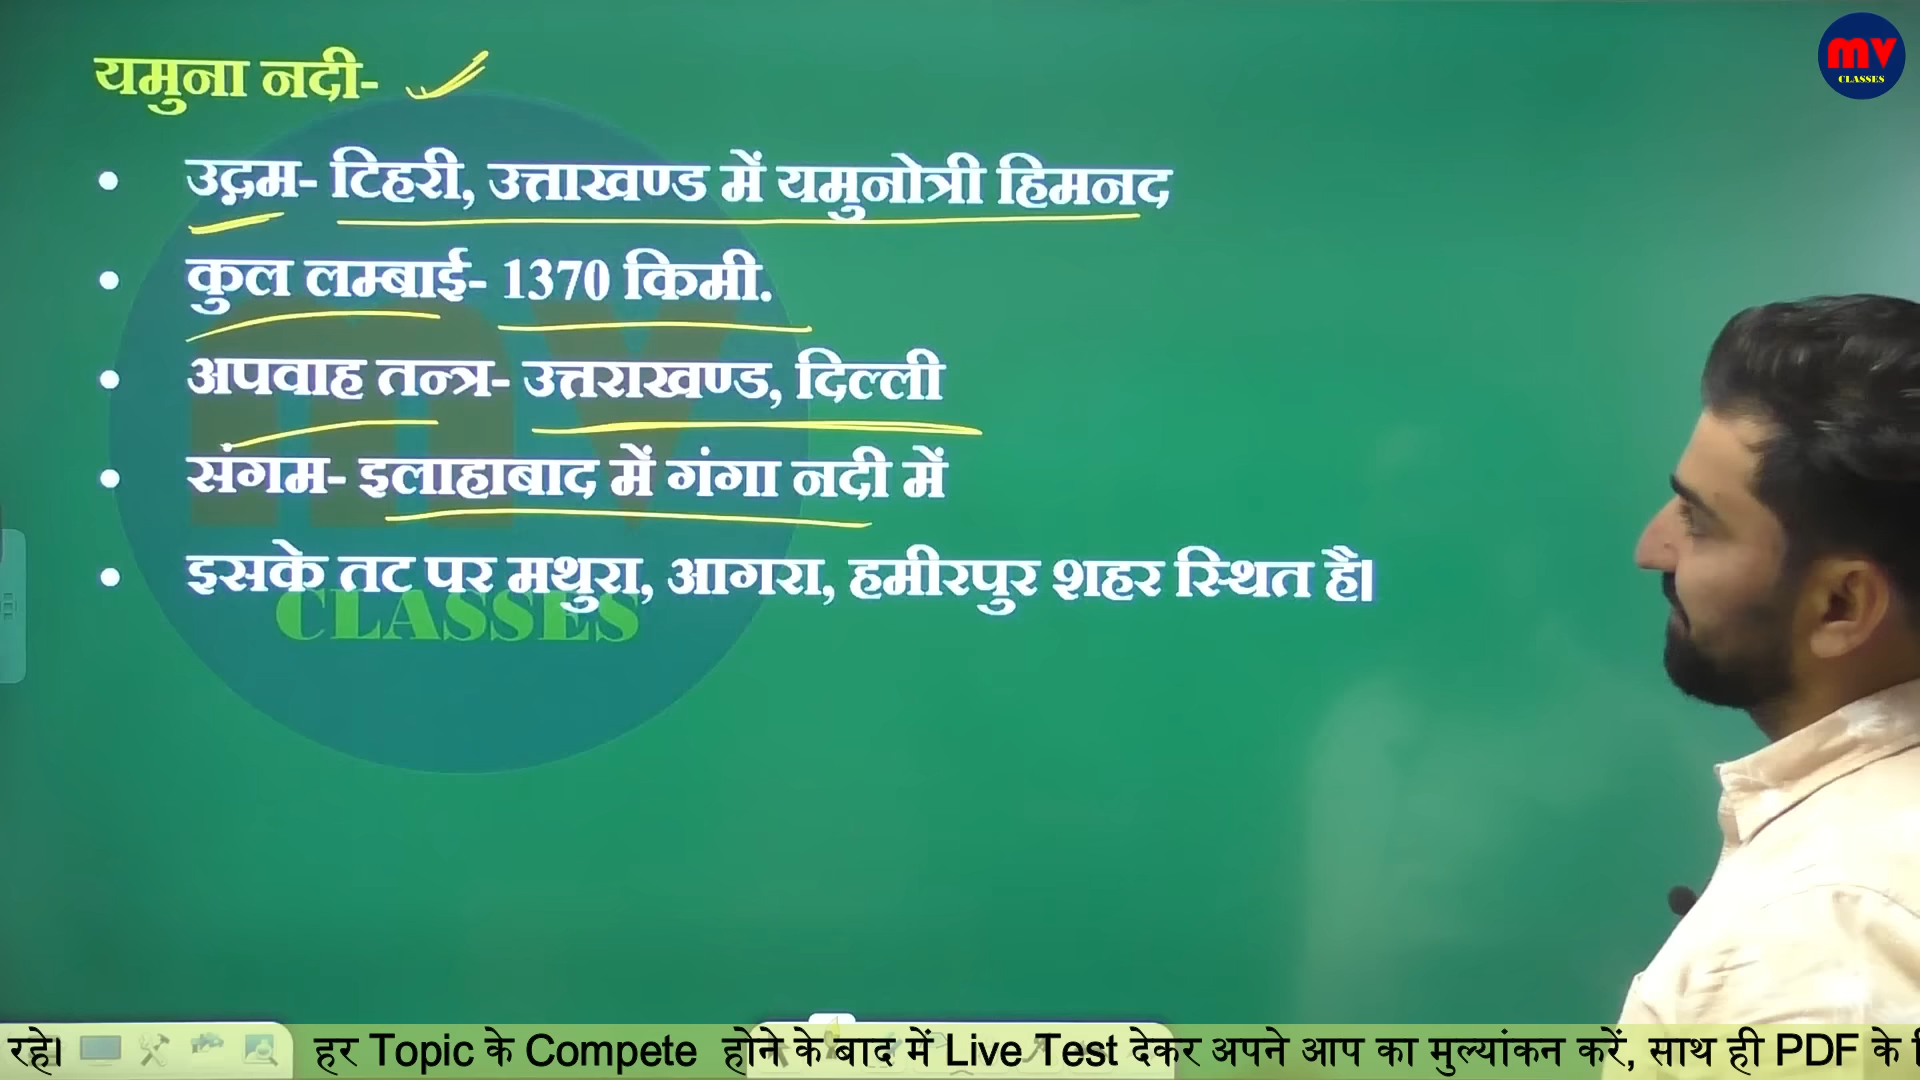 mv
CLASSES
यमुना नदी-
• उद्गम- टिहरी, उत्ताखण्ड में यमुनोत्री हिमनद
• कुल लम्बाई- 1370 किमी.
• अपवाह तन्त्र- उत्तराखण्ड, दिल्ली
• संगम- इलाहाबाद में गंगा नदी में
• इसके तट पर मथुरा, आगरा, हमीरपुर शहर स्थित है।
mv
CLASSES
रहे। हर Topic के Compete होने के बाद में Live Test देकर अपने आप का मुल्यांकन करें, साथ ही PDF के